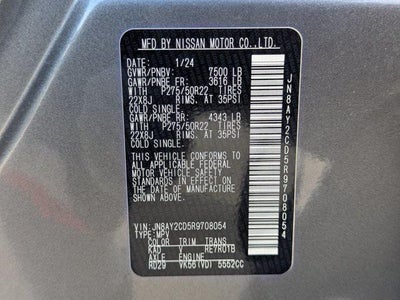 MFD BY NISSAN MOTOR CO.,LTD.
DATE: 1/24
GVWR/PNBV: 7500 LB
GAWR/PNBE FR: 3616 LB
WITH P275/50R22 TIRES
22X8J RIMS. AT 35PSI
COLD SINGLE.
GAWR/PNBE RR: 4343 LB
WITH P275/50R22 TIRES
22X8J RIMS. AT 35PSI
COLD SINGLE.
THIS VEHICLE CONFORMS TO
ALL APPLICABLE FEDERAL
MOTOR VEHICLE SAFETY
STANDARDS IN EFFECT ON THE
DATE OF MANUFACTURE
SHOWN ABOVE.
VIN: JN8AY2CD5R9708054
TYPE: MPV
COLOR TRIM TRANS
KAD V RE7R01B
AXLE ENGINE
RD29 VK56(VD) 5552CC
JN8AY2CD5R9708054